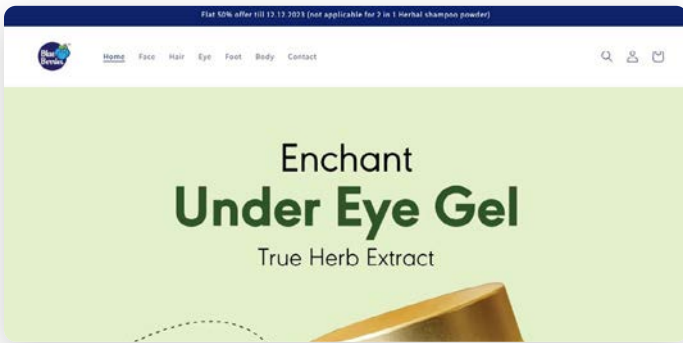 Flat 50% offer till 12.12.2023 (not applicable for 2 in 1 Herbal shampoo powder)
Blue
Berries
Home Face Hair Eye Foot Body Contact
Enchant
Under Eye Gel
True Herb Extract